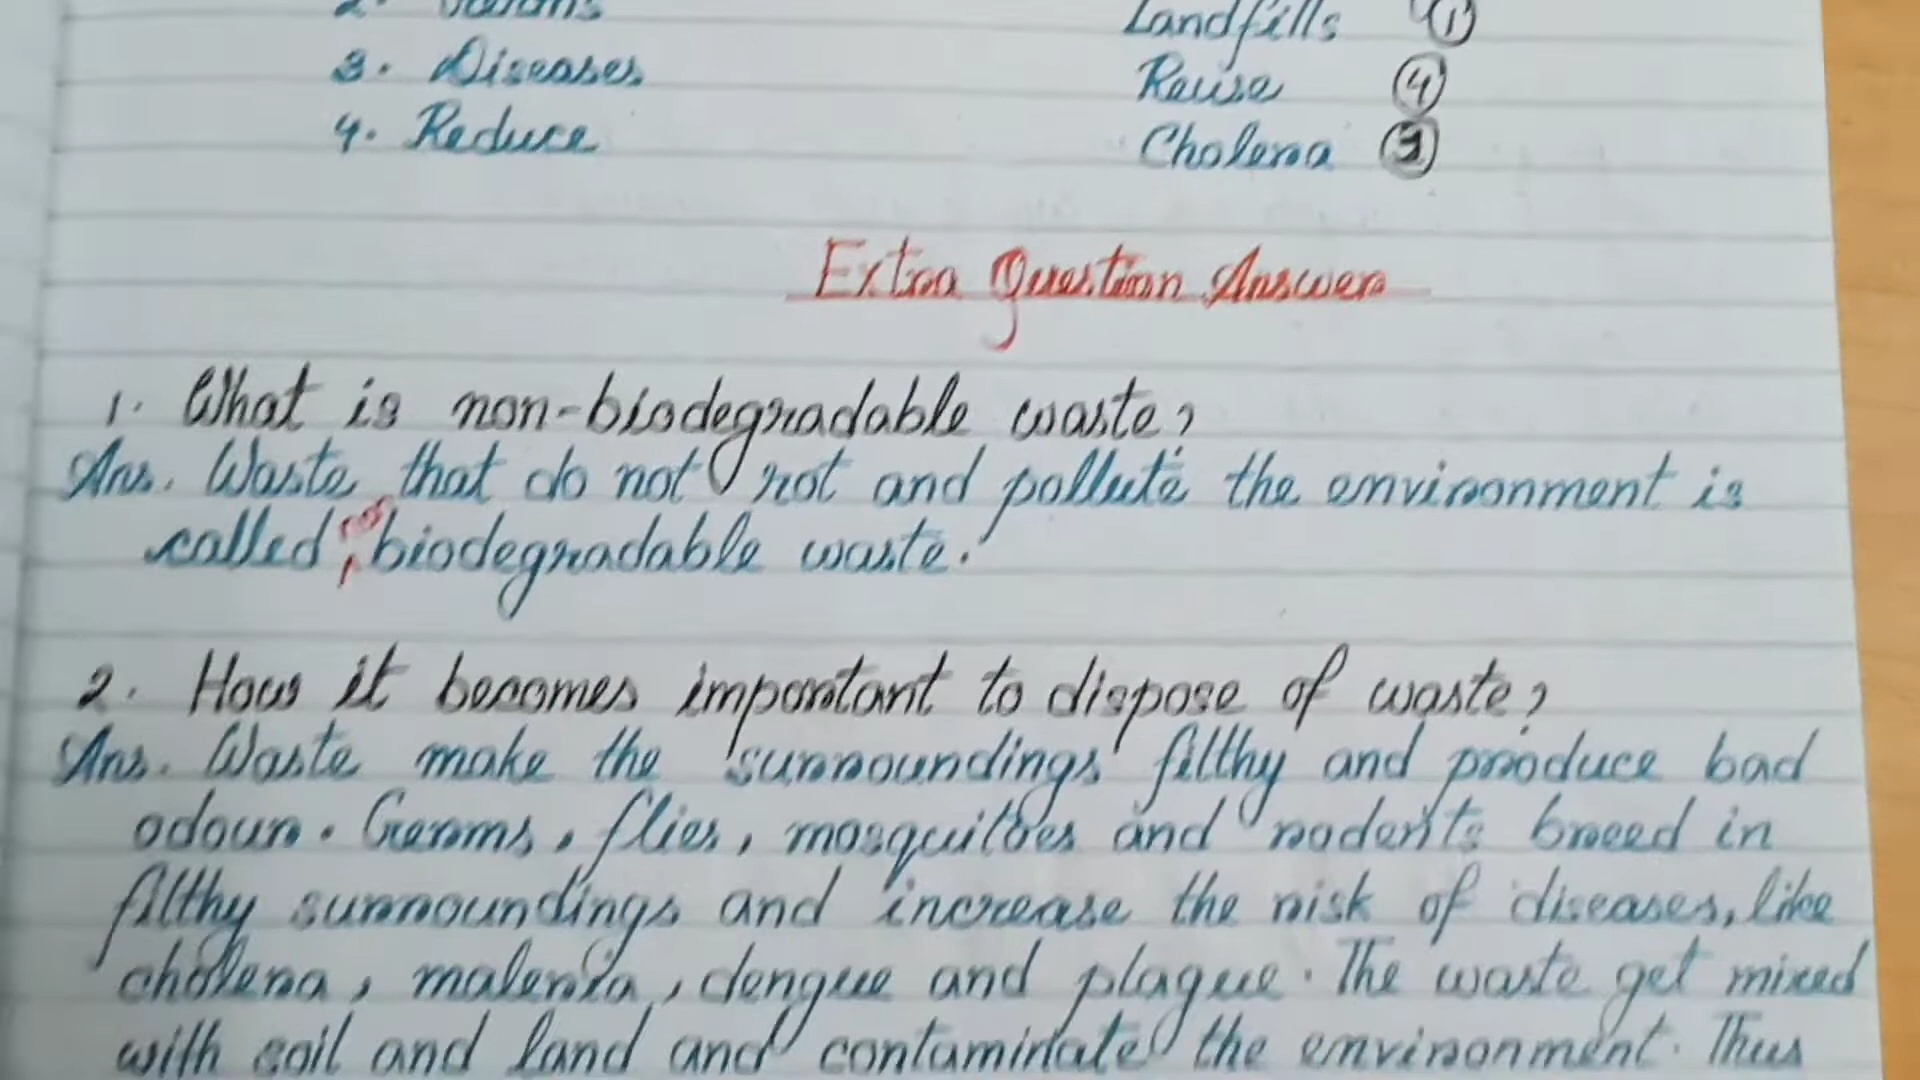 2. Germs Landfills 1
3. Diseases Reuse 4
4. Reduce Cholera 3
Extra Question Answer
1. What is non-biodegradable waste?
Ans. Waste that do not rot and pollute the environment is
called, biodegradable waste.
2. How it becomes important to dispose of waste?
Ans. Waste make the surroundings filthy and produce bad
odour. Germs, flies, mosquitoes and rodents breed in
filthy surroundings and increase the risk of diseases, like
cholera, maleria, dengue and plague. The waste get mixed
with soil and land and contaminate the environment. Thus